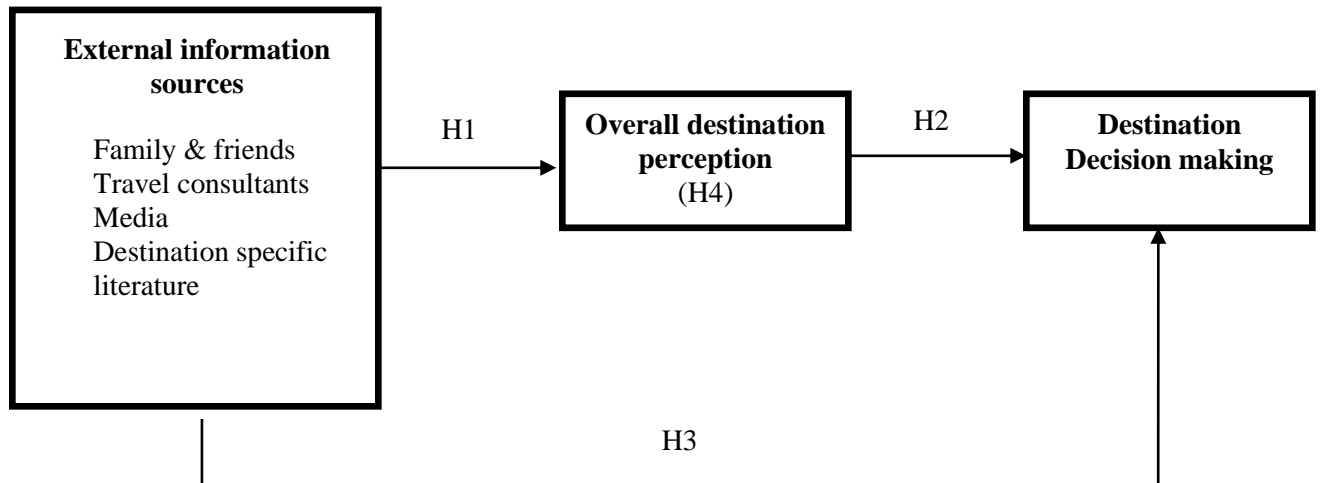 External information
sources
Family & friends
Travel consultants
Media
Destination specific
literature
H1
Overall destination
perception
(H4)
H2
Destination
Decision making
H3